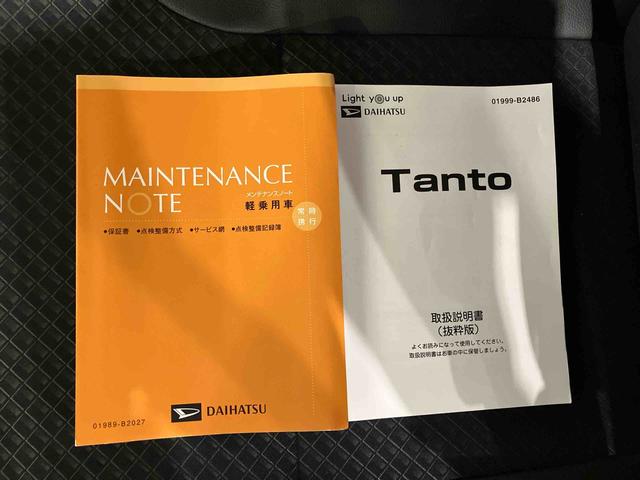 MAINTENANCE
NOTE
メンテナンスノート
軽乗用車
常時
携行
●保証書 ●点検整備方式 ●サービス網 ●点検整備記録簿
01989-B2027
DAIHATSU
Light you up
DAIHATSU
01999-B2486
Tanto
取扱説明書
(抜粋版)
よくお読みになって使用してください。
取扱説明書はお車の中に保管しましょう。